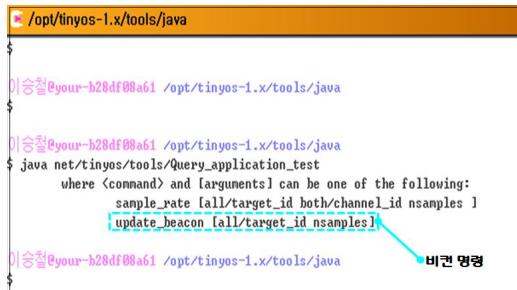 /opt/tinyos-1.x/tools/java
$
이승철@your-b28df08a61 /opt/tinyos-1.x/tools/java
$
이승철@your-b28df08a61 /opt/tinyos-1.x/tools/java
$ java net/tinyos/tools/Query_application_test
where <command> and [arguments] can be one of the following:
sample_rate [all/target_id both/channel_id nsamples ]
update_beacon [all/target_id nsamples]
이승철@your-b28df08a61 /opt/tinyos-1.x/tools/java
비컨 명령
$